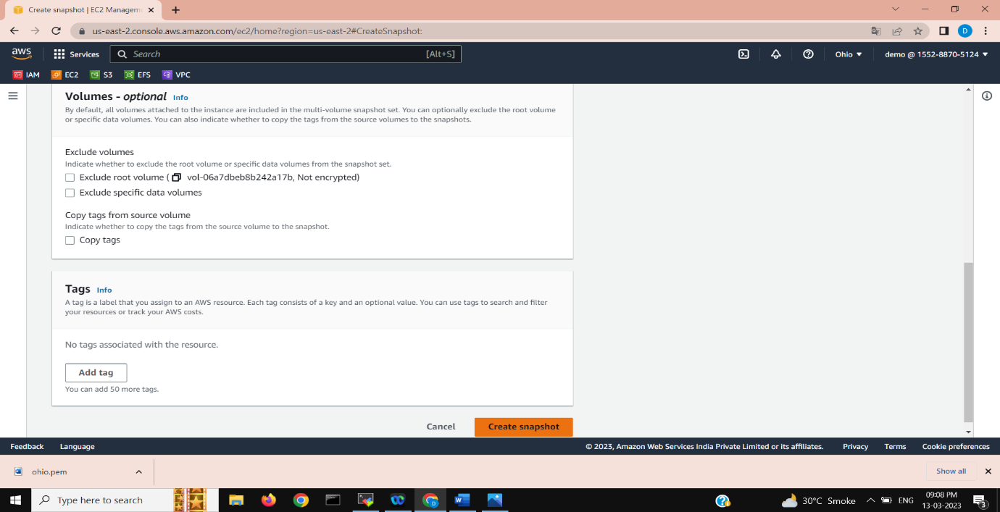 Create snapshot | EC2 Managem
us-east-2.console.aws.amazon.com/ec2/home?region=us-east-2#CreateSnapshot:
D
aws
Services
Search
[Alt+S]
Ohio
demo @ 1552-8870-5124
IAM
EC2
S3
EFS
VPC
Volumes - optional Info
By default, all volumes attached to the instance are included in the multi-volume snapshot set. You can optionally exclude the root volume
or specific data volumes. You can also indicate whether to copy the tags from the source volumes to the snapshots.
Exclude volumes
Indicate whether to exclude the root volume or specific data volumes from the snapshot set.
Exclude root volume ( vol-06a7dbeb8b242a17b, Not encrypted)
Exclude specific data volumes
Copy tags from source volume
Indicate whether to copy the tags from the source volume to the snapshot.
Copy tags
Tags Info
A tag is a label that you assign to an AWS resource. Each tag consists of a key and an optional value. You can use tags to search and filter
your resources or track your AWS costs.
No tags associated with the resource.
Add tag
You can add 50 more tags.
Cancel
Create snapshot
Feedback
Language
© 2023, Amazon Web Services India Private Limited or its affiliates.
Privacy
Terms
Cookie preferences
ohio.pem
Show all
Type here to search
30°C Smoke
ENG
09:08 PM
13-03-2023
3